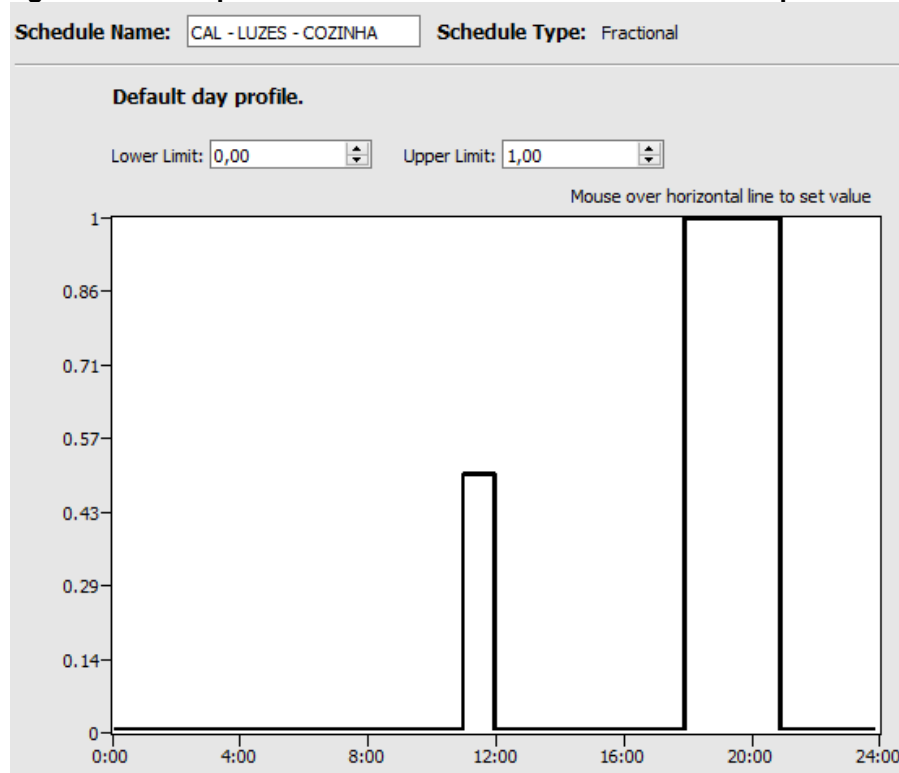 Schedule Name: CAL - LUZES - COZINHA Schedule Type: Fractional
Default day profile.
Lower Limit: 0,00 Upper Limit: 1,00
Mouse over horizontal line to set value
1
0.86
0.71
0.57
0.43
0.29
0.14
0
0:00 4:00 8:00 12:00 16:00 20:00 24:00